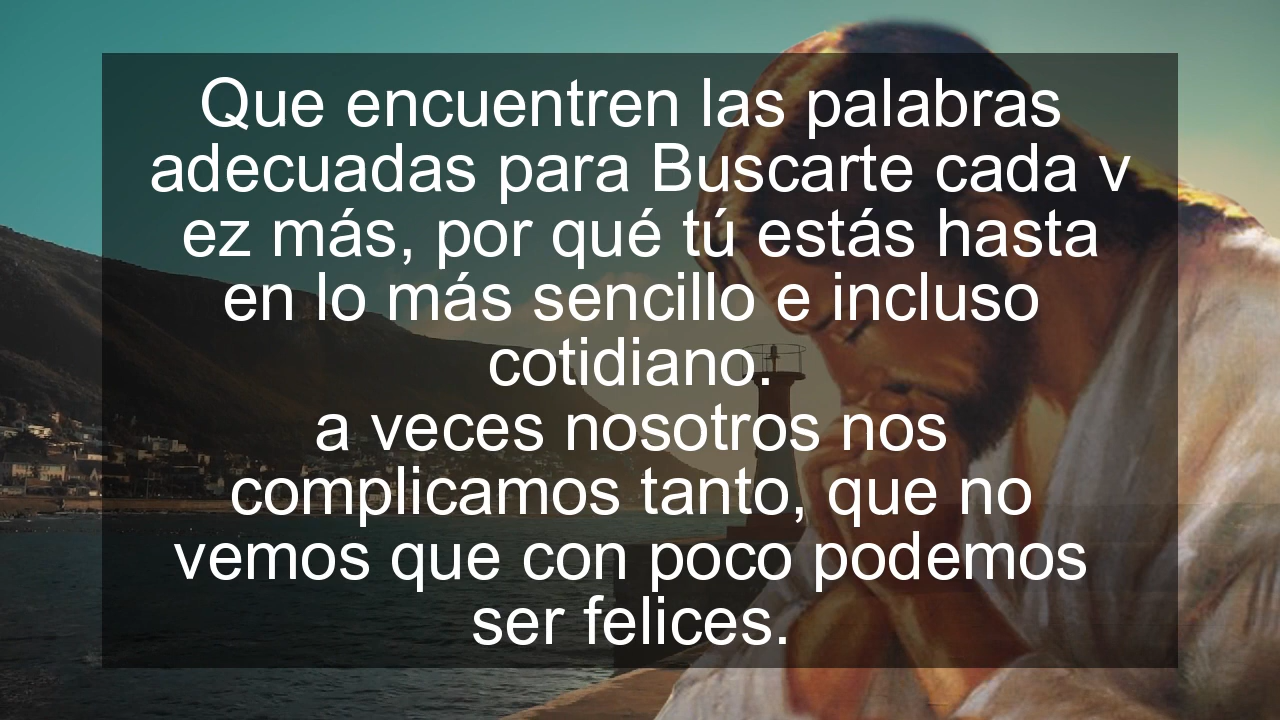 Que encuentren las palabras
adecuadas para Buscarte cada v
ez más, por qué tú estás hasta
en lo más sencillo e incluso
cotidiano.
a veces nosotros nos
complicamos tanto, que no
vemos que con poco podemos
ser felices.